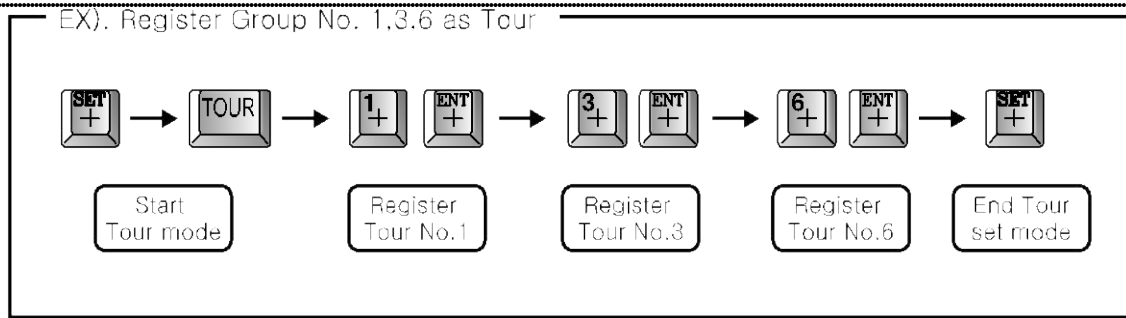 EX). Register Group No. 1,3.6 as Tour
SET + TOUR 1 + ENT + 3 + ENT + 6 + ENT + SET +
Start
Tour mode
Register
Tour No.1
Register
Tour No.3
Register
Tour No.6
End Tour
set mode